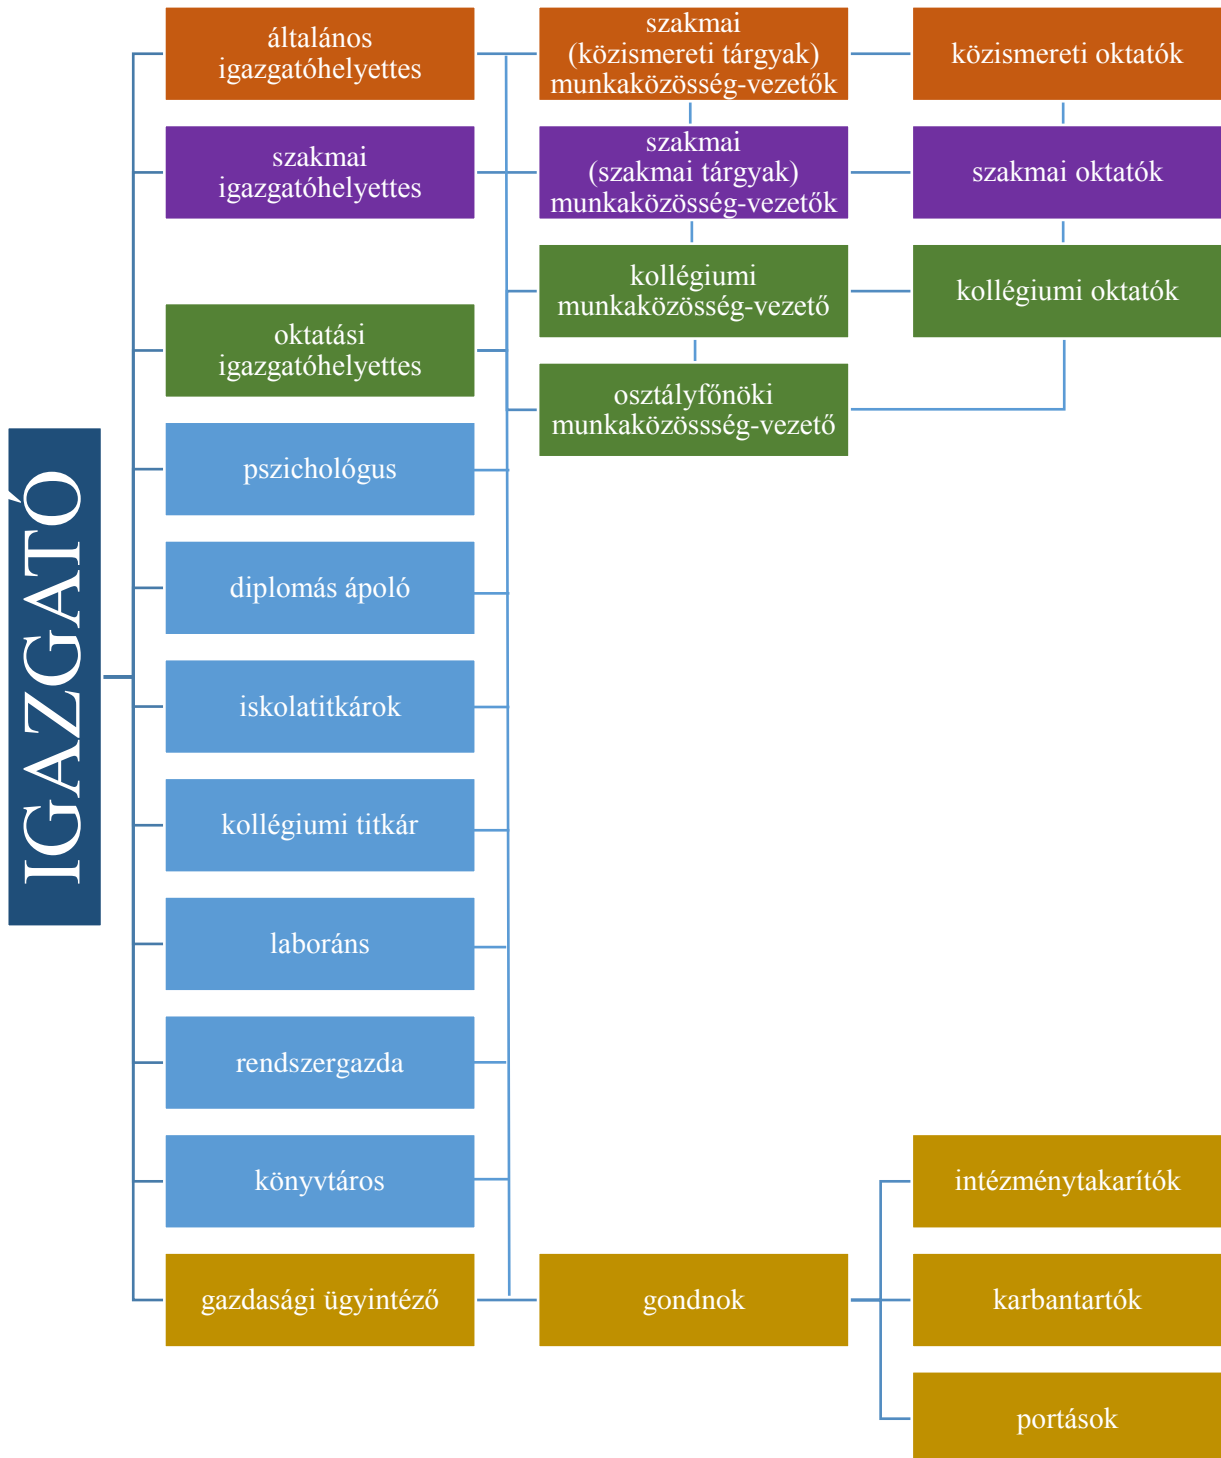 általános
igazgatóhelyettes
szakmai
(közismereti tárgyak)
munkaközösség-vezetők
közismereti oktatók
szakmai
igazgatóhelyettes
szakmai
(szakmai tárgyak)
munkaközösség-vezetők
szakmai oktatók
kollégiumi
munkaközösség-vezető
kollégiumi oktatók
oktatási
igazgatóhelyettes
osztályfőnöki
munkaközössség-vezető
IGAZGATÓ
pszichológus
diplomás ápoló
iskolatitkárok
kollégiumi titkár
laboráns
rendszergazda
könyvtáros
intézménytakarítók
gazdasági ügyintéző
gondnok
karbantartók
portások